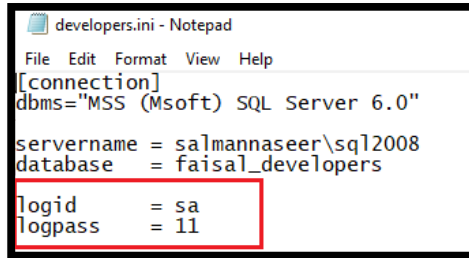 developers.ini - Notepad
File Edit Format View Help
[connection]
dbms="MSS (Msoft) SQL Server 6.0"
servername = salmannaseer\sql2008
database = faisal_developers
logid = sa
logpass = 11